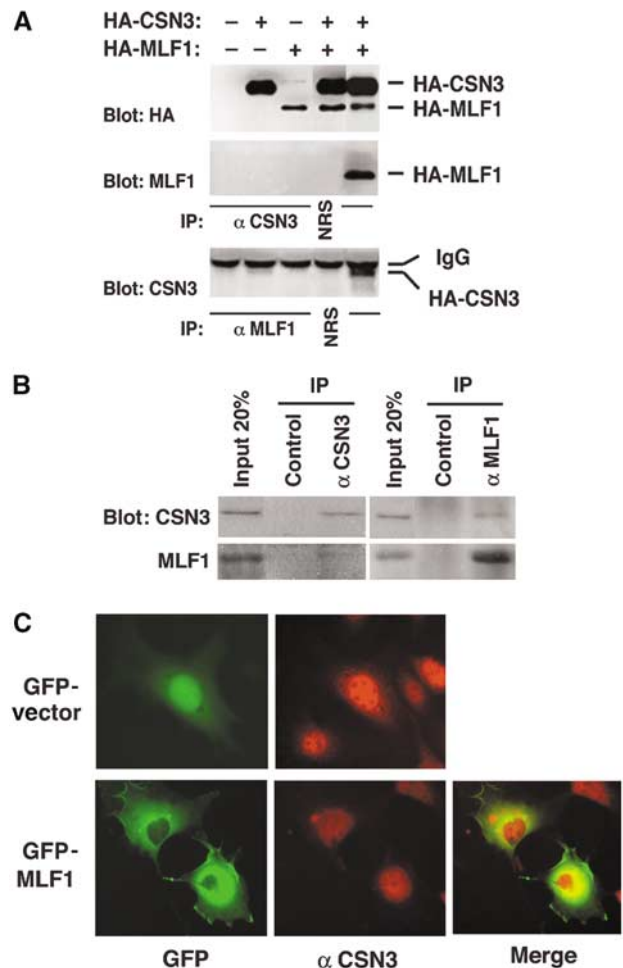 A
HA-CSN3: – + – + +
HA-MLF1: – – + + +
HA-CSN3
HA-MLF1
Blot: HA
HA-MLF1
Blot: MLF1
IP: α CSN3 NRS
IgG
HA-CSN3
Blot: CSN3
IP: α MLF1 NRS
B
IP IP
Input 20% Control α CSN3 Input 20% Control α MLF1
Blot: CSN3
MLF1
C
GFP-
vector
GFP-
MLF1
GFP α CSN3 Merge